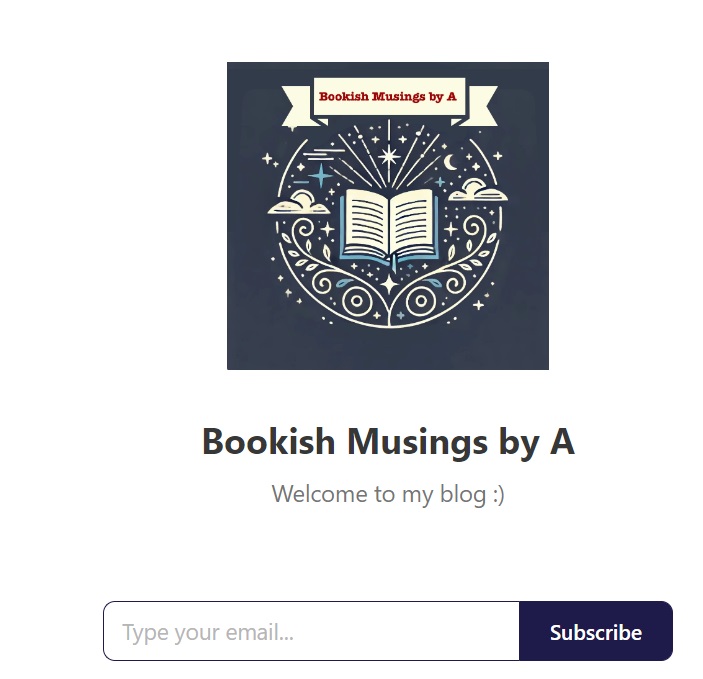 Bookish Musings by A
Bookish Musings by A
Welcome to my blog :)
Type your email...
Subscribe